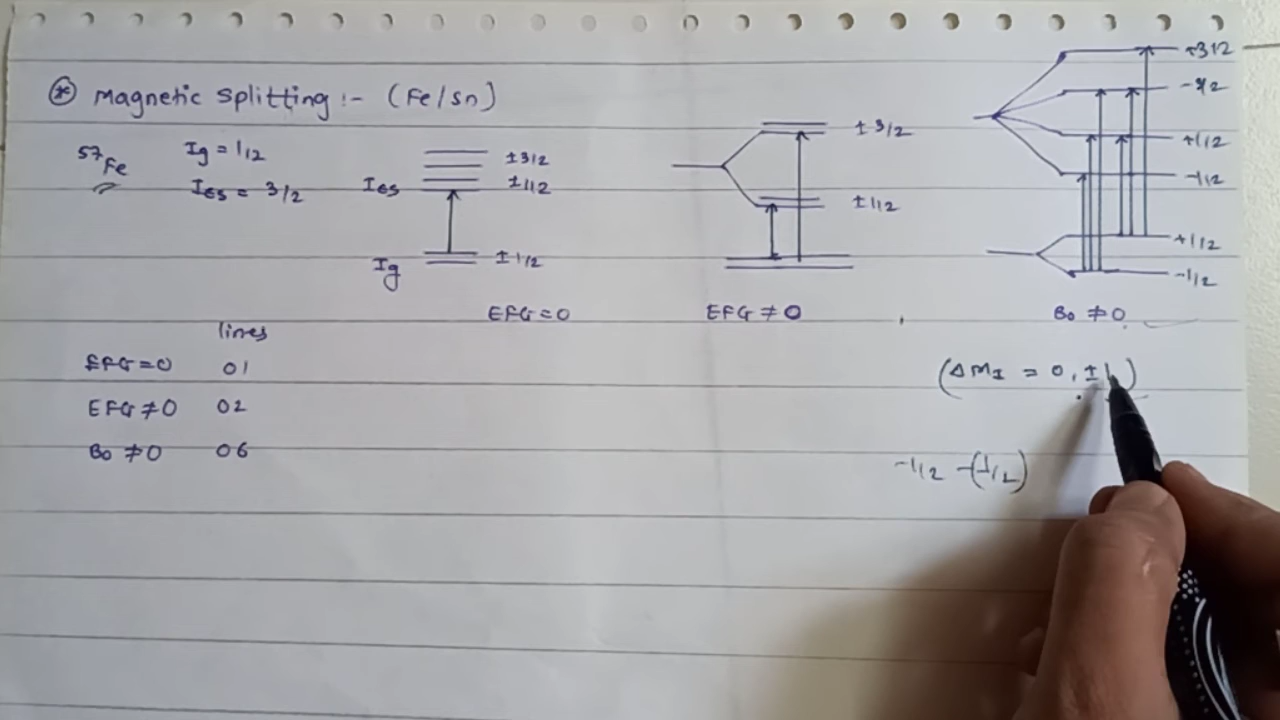 * Magnetic Splitting :- (Fe/Sn)
57Fe Ig = 1/2
IES = 3/2
IES ±3/2
±1/2
Ig ±1/2
EFG=0
±3/2
±1/2
EFG ≠ 0
+3/2
-3/2
+1/2
-1/2
+1/2
-1/2
B0 ≠ 0
lines
EFG=0 01
EFG≠0 02
B0 ≠0 06
(ΔMI = 0, ±1)
-1/2 -(1/2)